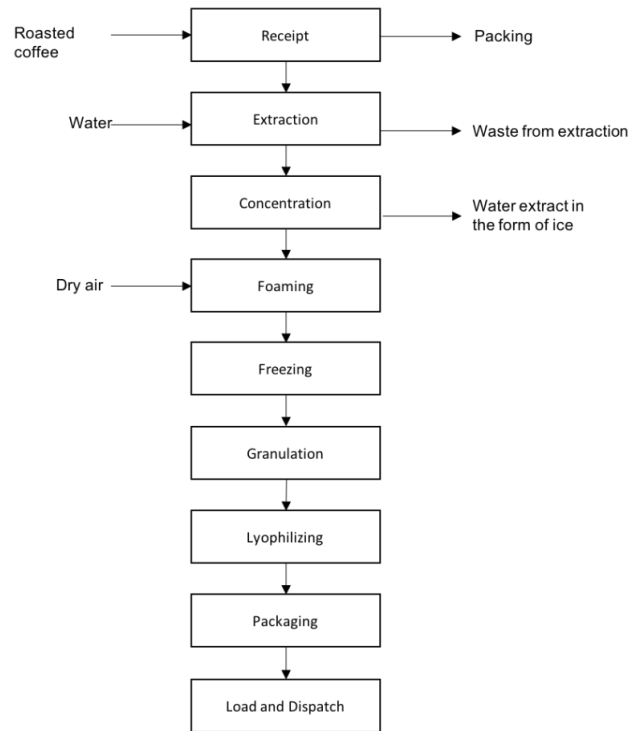 Roasted
coffee
Receipt
Packing
Water
Extraction
Waste from extraction
Concentration
Water extract in
the form of ice
Dry air
Foaming
Freezing
Granulation
Lyophilizing
Packaging
Load and Dispatch